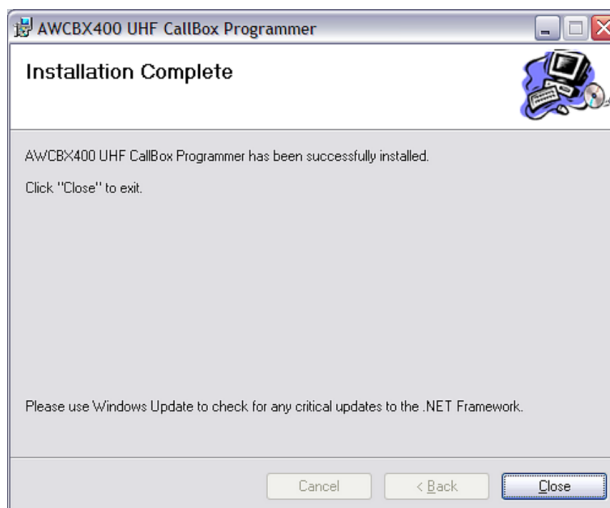 AWCBX400 UHF CallBox Programmer
Installation Complete
AWCBX400 UHF CallBox Programmer has been successfully installed.
Click "Close" to exit.
Please use Windows Update to check for any critical updates to the .NET Framework.
Cancel
< Back
Close